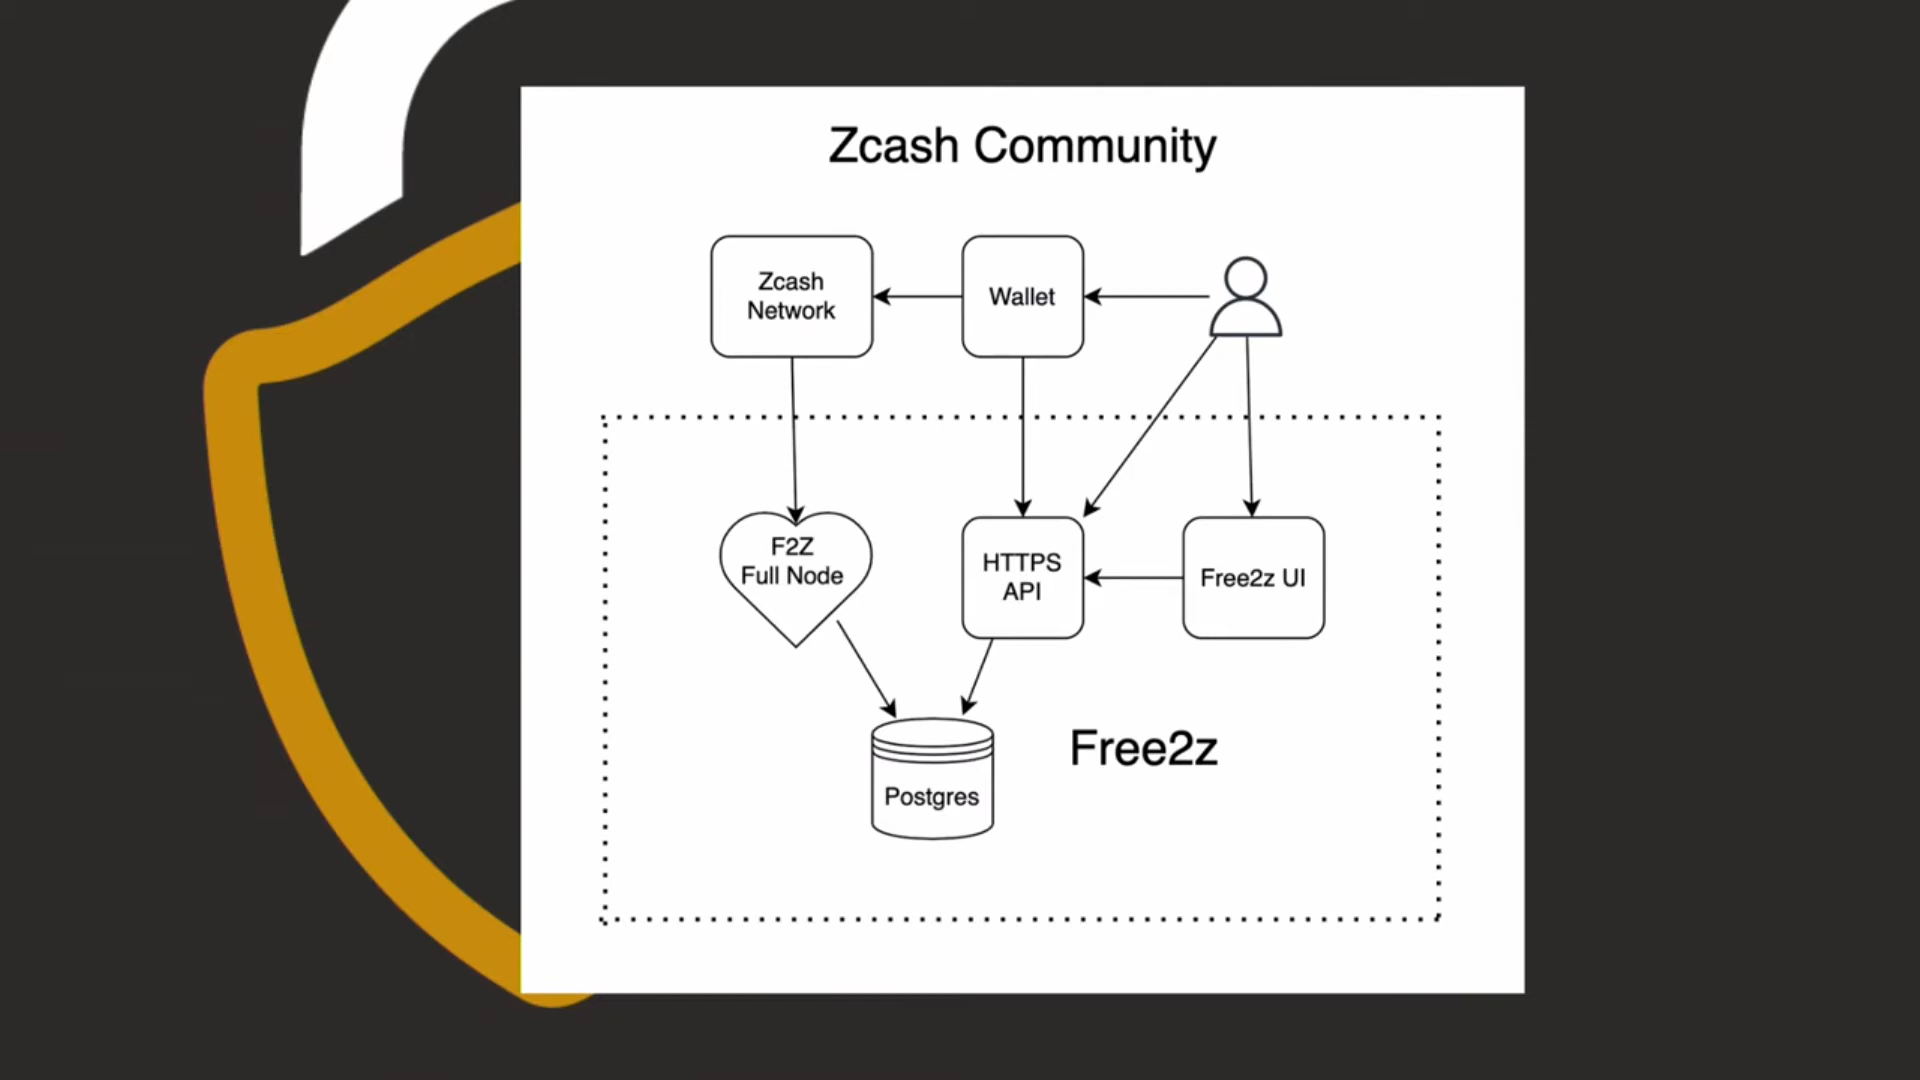 Zcash Community
Zcash
Network
Wallet
F2Z
Full Node
HTTPS
API
Free2z UI
Free2z
Postgres